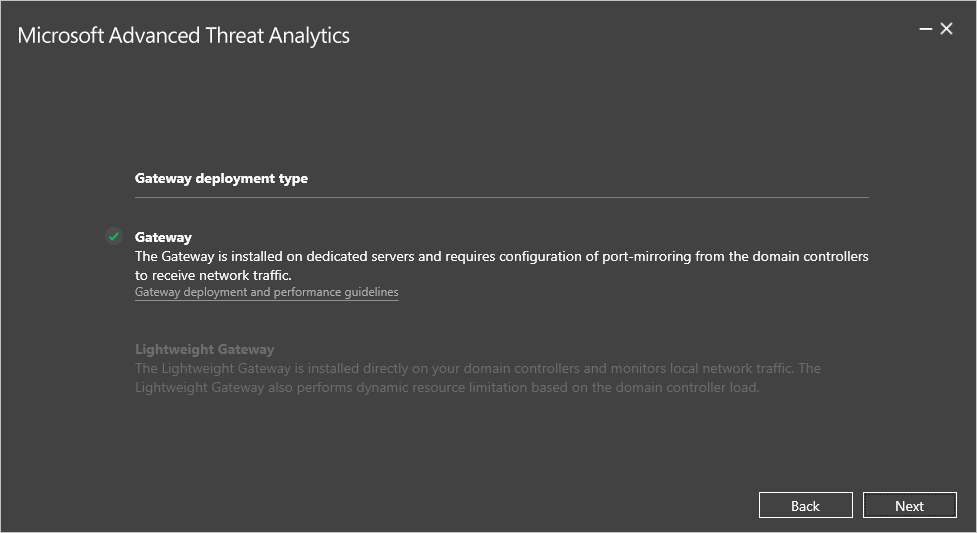 Microsoft Advanced Threat Analytics
Gateway deployment type
Gateway
The Gateway is installed on dedicated servers and requires configuration of port-mirroring from the domain controllers
to receive network traffic.
Gateway deployment and performance guidelines
Lightweight Gateway
The Lightweight Gateway is installed directly on your domain controllers and monitors local network traffic. The
Lightweight Gateway also performs dynamic resource limitation based on the domain controller load.
Back Next